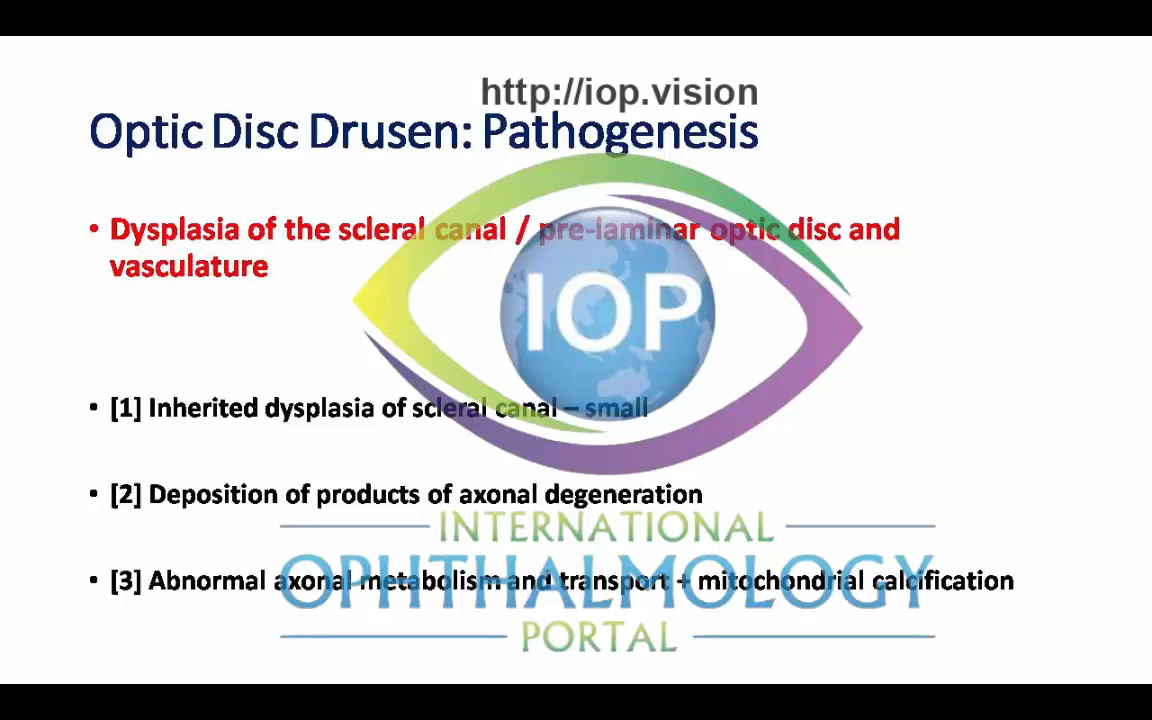 http://iop.vision
Optic Disc Drusen: Pathogenesis
• Dysplasia of the scleral canal / pre-laminar optic disc and
vasculature
IOP
• [1] Inherited dysplasia of scleral canal – small
• [2] Deposition of products of axonal degeneration
INTERNATIONAL
• [3] Abnormal axonal metabolism and transport + mitochondrial calcification
OPHTHALMOLOGY
PORTAL